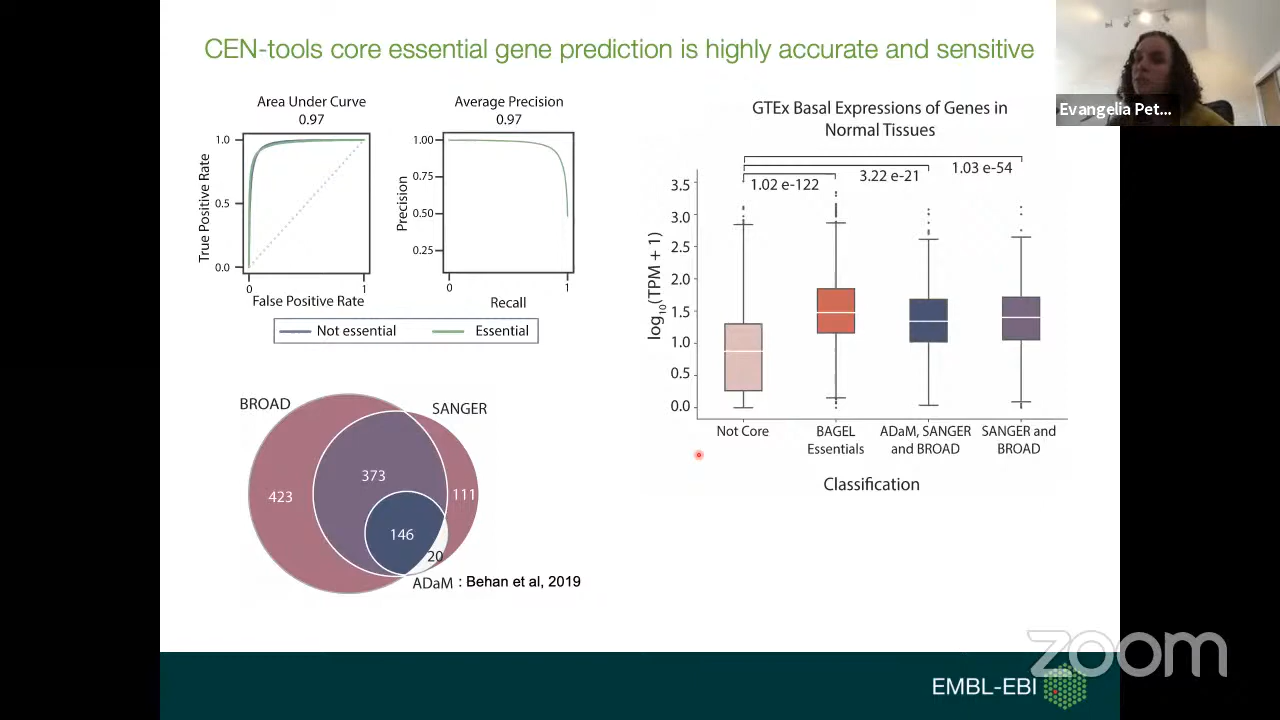 CEN-tools core essential gene prediction is highly accurate and sensitive
Evangelia Pet...
Area Under Curve
0.97
1.0
0.5
0.0
True Positive Rate
0
1
False Positive Rate
Average Precision
0.97
1.00
0.75
0.50
0.25
Precision
0
1
Recall
Not essential
Essential
GTEx Basal Expressions of Genes in
Normal Tissues
1.02 e-122
3.22 e-21
1.03 e-54
3.5
3.0
2.5
2.0
1.5
1.0
0.5
0.0
log10(TPM + 1)
Not Core
BAGEL
Essentials
ADaM, SANGER
and BROAD
SANGER and
BROAD
Classification
BROAD
SANGER
423
373
111
146
20
ADaM : Behan et al, 2019
zoom
EMBL-EBI